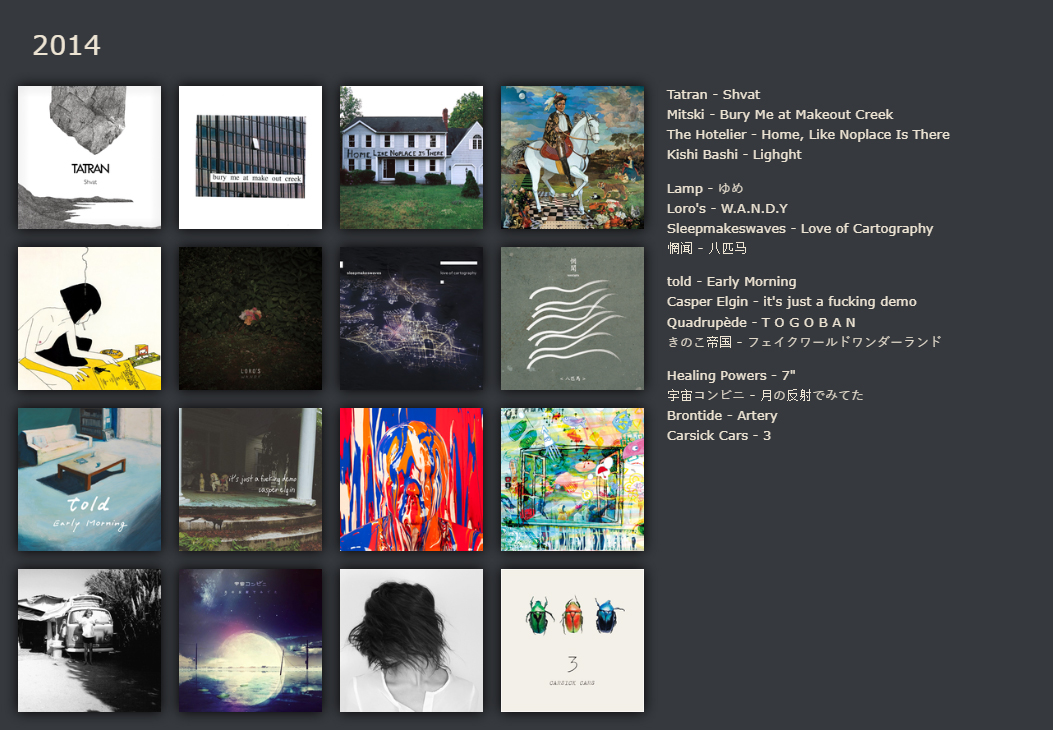 2014
TATRAN
Shvat
bury me at make out creek
HOME, LIKE NOPLACE IS THERE
sleepmakeswaves
love of cartography
惘闻
八匹马
LORO'S
told
Early Morning
it's just a fucking demo
casper elgin
宇宙コンビニ
3
CARSICK CARS
Tatran - Shvat
Mitski - Bury Me at Makeout Creek
The Hotelier - Home, Like Noplace Is There
Kishi Bashi - Lighght
Lamp - ゆめ
Loro's - W.A.N.D.Y
Sleepmakeswaves - Love of Cartography
惘闻 - 八匹马
told - Early Morning
Casper Elgin - it's just a fucking demo
Quadrupède - T O G O B A N
きのこ帝国 - フェイクワールドワンダーランド
Healing Powers - 7"
宇宙コンビニ - 月の反射でみてた
Brontide - Artery
Carsick Cars - 3